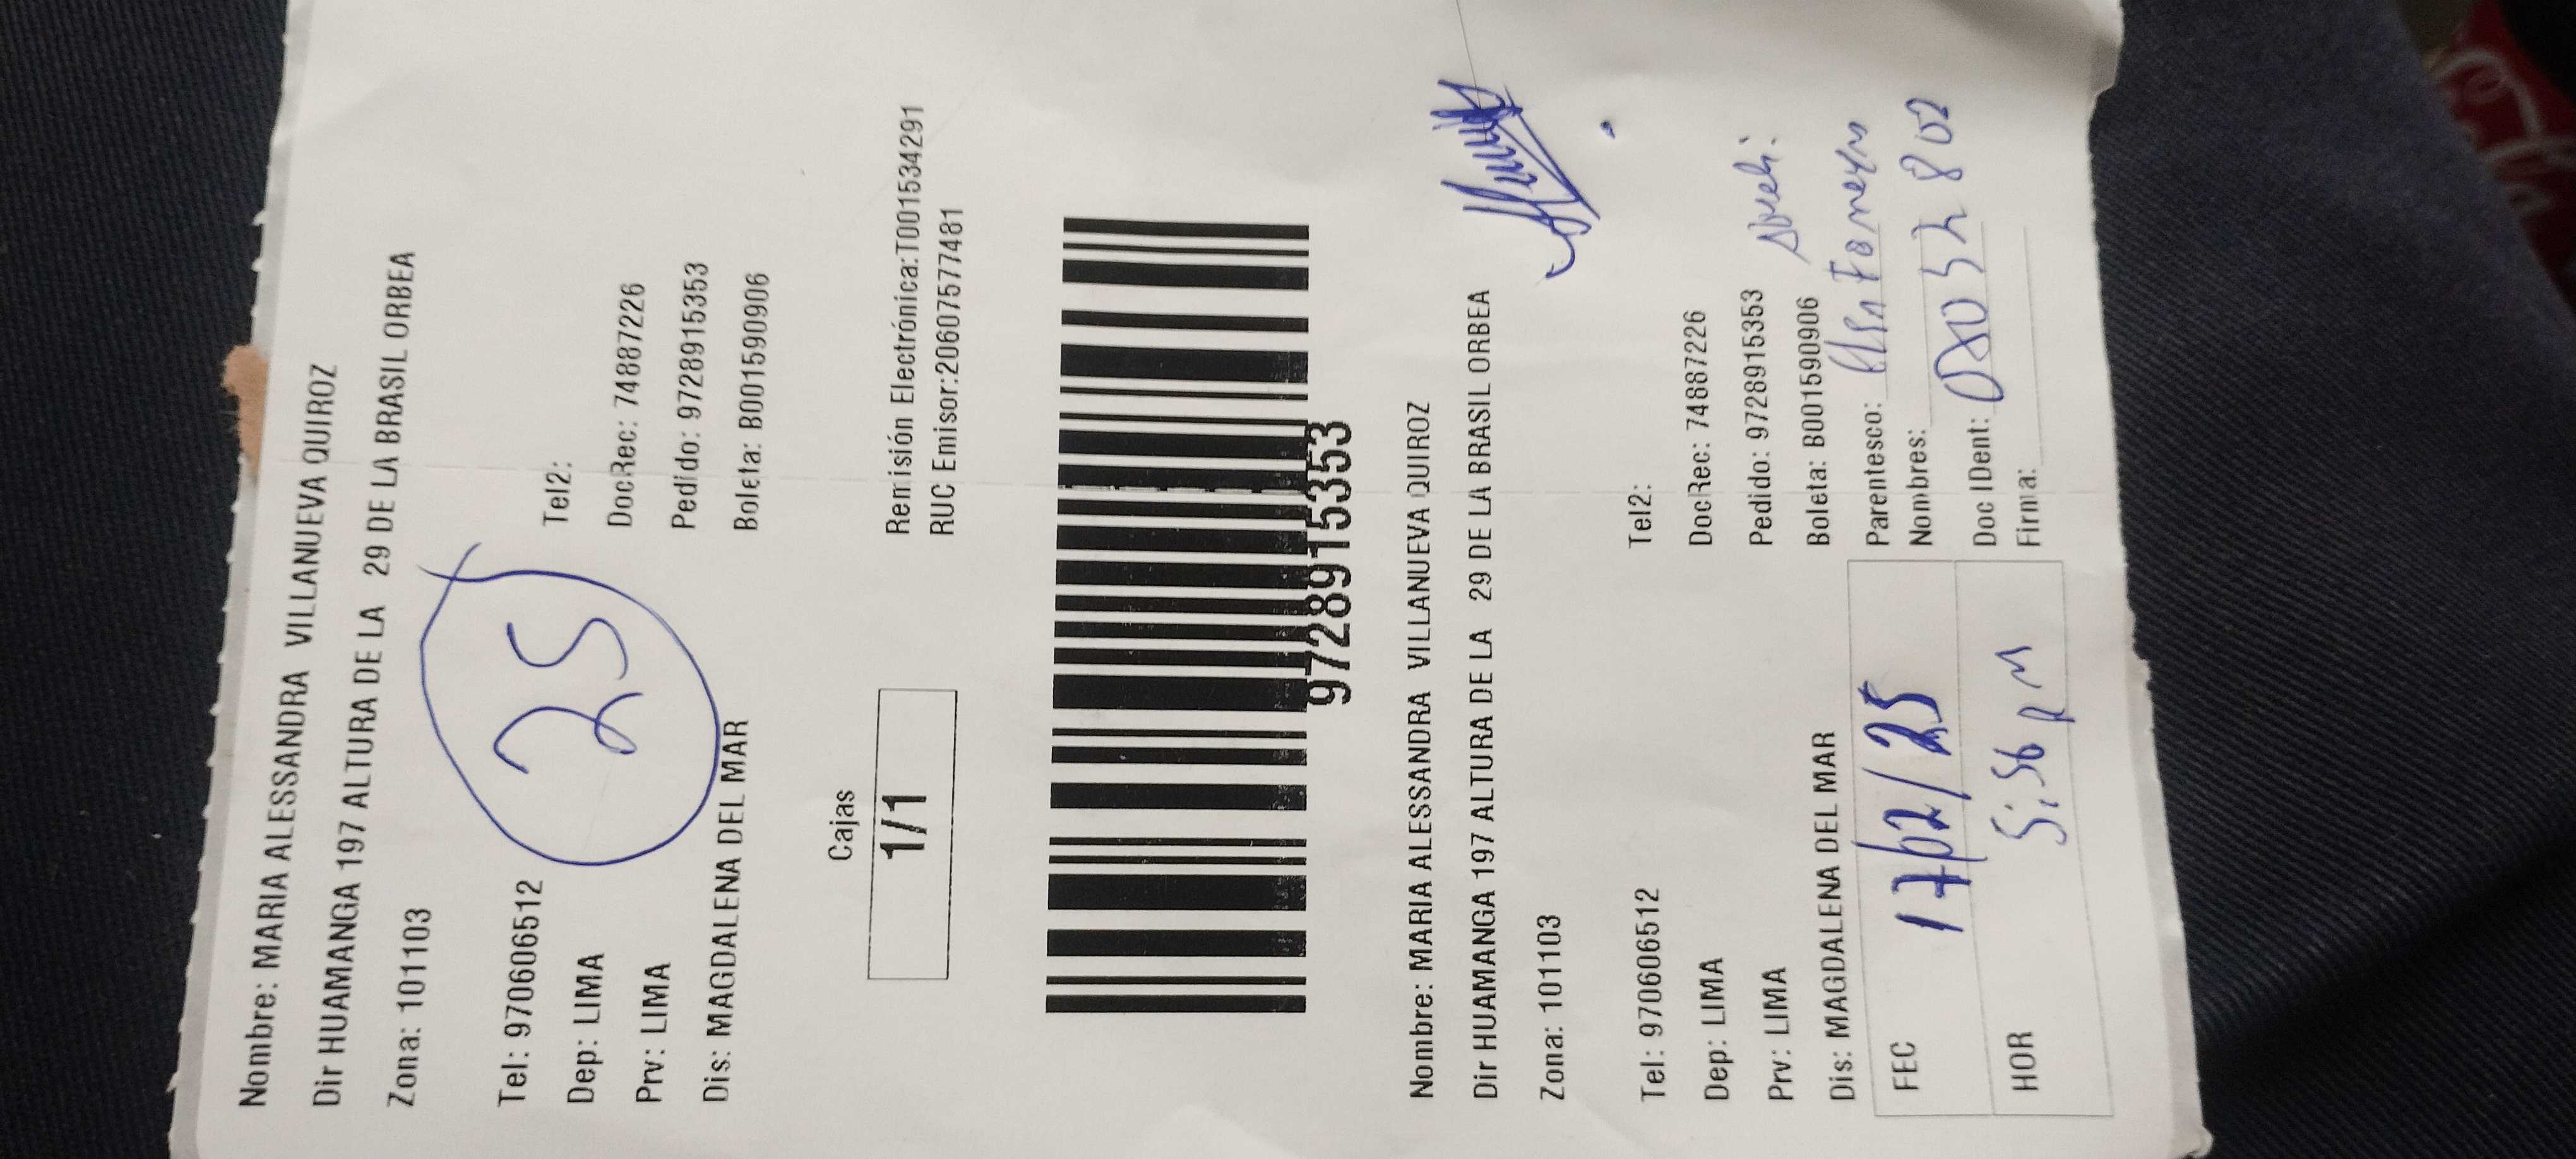 Nombre: MARIA ALESSANDRA VILLANUEVA QUIROZ
Dir HUAMANGA 197 ALTURA DE LA 29 DE LA BRASIL ORBEA
Zona: 101103
25
Tel: 970606512 Tel2:
Dep: LIMA DocRec: 74887226
Prv: LIMA Pedido: 9728915353
Dis: MAGDALENA DEL MAR Boleta: B001590906
Cajas
1/1
Remisión Electrónica:T001534291
RUC Emisor:20607577481
9728915353
Nombre: MARIA ALESSANDRA VILLANUEVA QUIROZ
Dir HUAMANGA 197 ALTURA DE LA 29 DE LA BRASIL ORBEA
Zona: 101103
Tel: 970606512 Tel2:
Dep: LIMA DocRec: 74887226
Prv: LIMA Pedido: 9728915353
Dis: MAGDALENA DEL MAR Boleta: B001590906
FEC 17/02/25 Parentesco:
Nombres:
HOR 5:56 PM Doc IDent:
Firma: